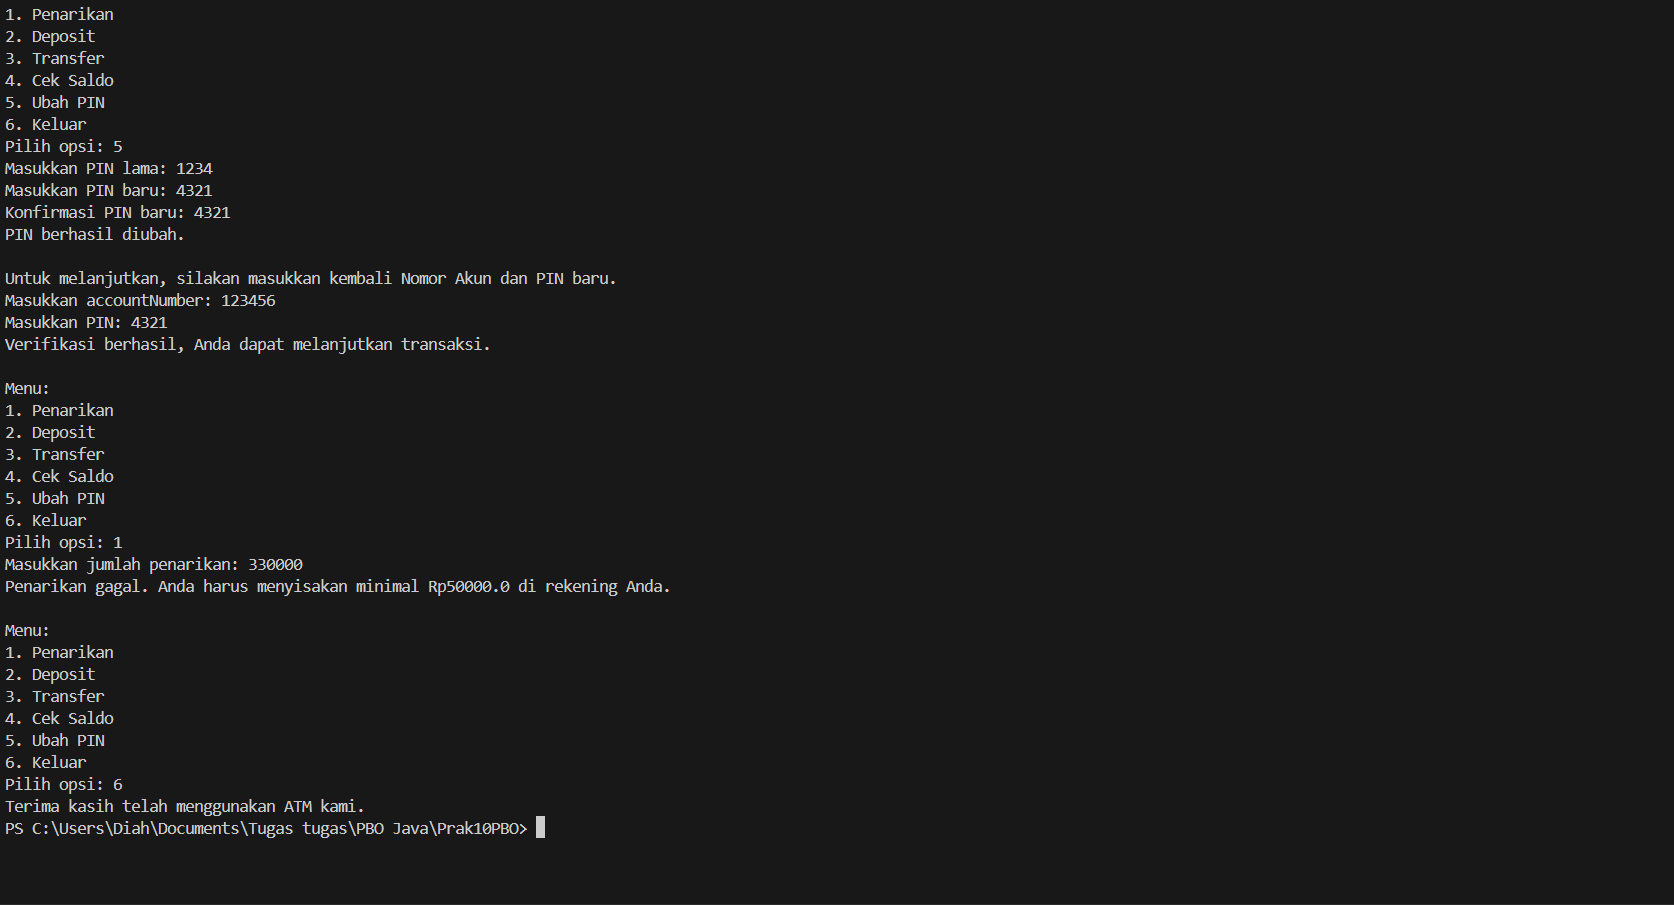 1. Penarikan
2. Deposit
3. Transfer
4. Cek Saldo
5. Ubah PIN
6. Keluar
Pilih opsi: 5
Masukkan PIN lama: 1234
Masukkan PIN baru: 4321
Konfirmasi PIN baru: 4321
PIN berhasil diubah.

Untuk melanjutkan, silakan masukkan kembali Nomor Akun dan PIN baru.
Masukkan accountNumber: 123456
Masukkan PIN: 4321
Verifikasi berhasil, Anda dapat melanjutkan transaksi.

Menu:
1. Penarikan
2. Deposit
3. Transfer
4. Cek Saldo
5. Ubah PIN
6. Keluar
Pilih opsi: 1
Masukkan jumlah penarikan: 330000
Penarikan gagal. Anda harus menyisakan minimal Rp50000.0 di rekening Anda.

Menu:
1. Penarikan
2. Deposit
3. Transfer
4. Cek Saldo
5. Ubah PIN
6. Keluar
Pilih opsi: 6
Terima kasih telah menggunakan ATM kami.
PS C:\Users\Diah\Documents\Tugas tugas\PBO Java\Prak10PBO>